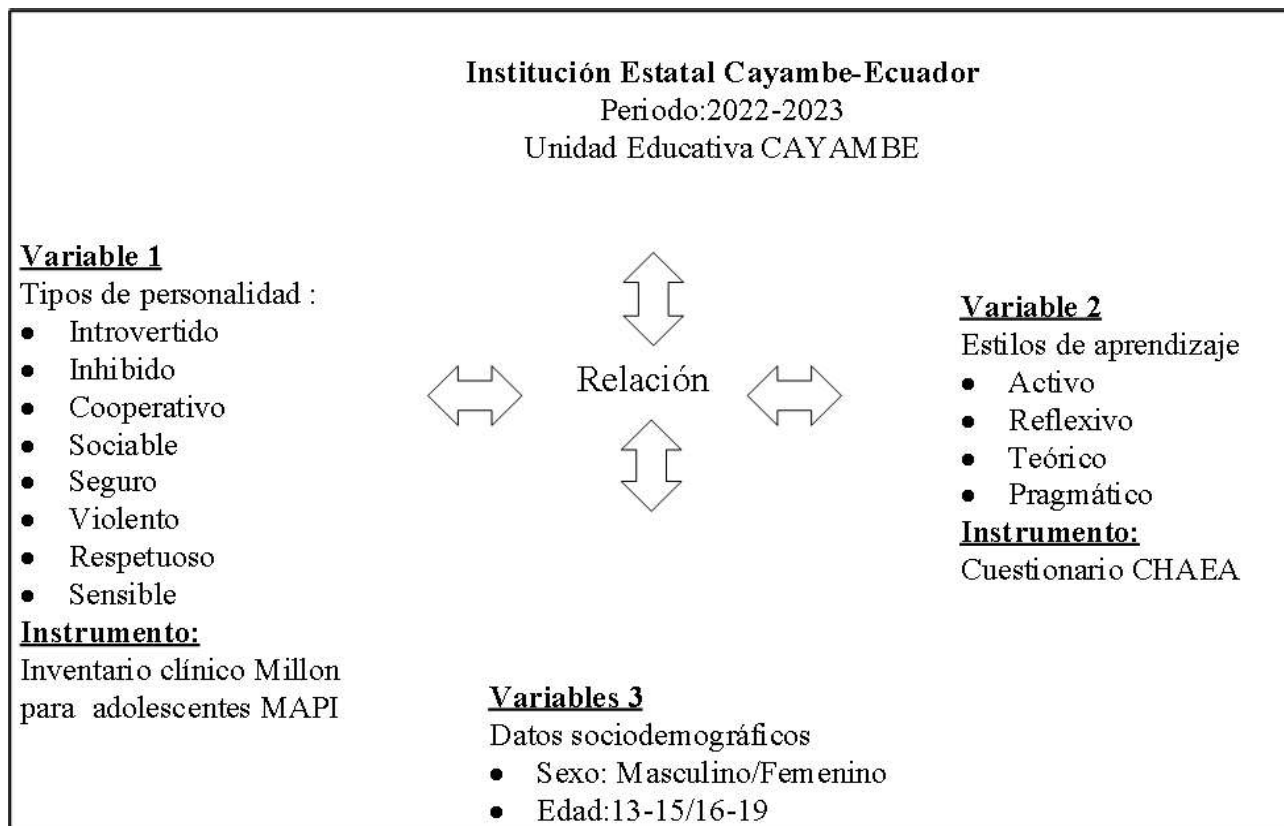 Institución Estatal Cayambe-Ecuador
Periodo:2022-2023
Unidad Educativa CAYAMBE
Variable 1
Tipos de personalidad :
● Introvertido
● Inhibido
● Cooperativo
● Sociable
● Seguro
● Violento
● Respetuoso
● Sensible
Instrumento:
Inventario clínico Millon
para adolescentes MAPI
Relación
Variable 2
Estilos de aprendizaje
● Activo
● Reflexivo
● Teórico
● Pragmático
Instrumento:
Cuestionario CHAEA
Variables 3
Datos sociodemográficos
● Sexo: Masculino/Femenino
● Edad:13-15/16-19